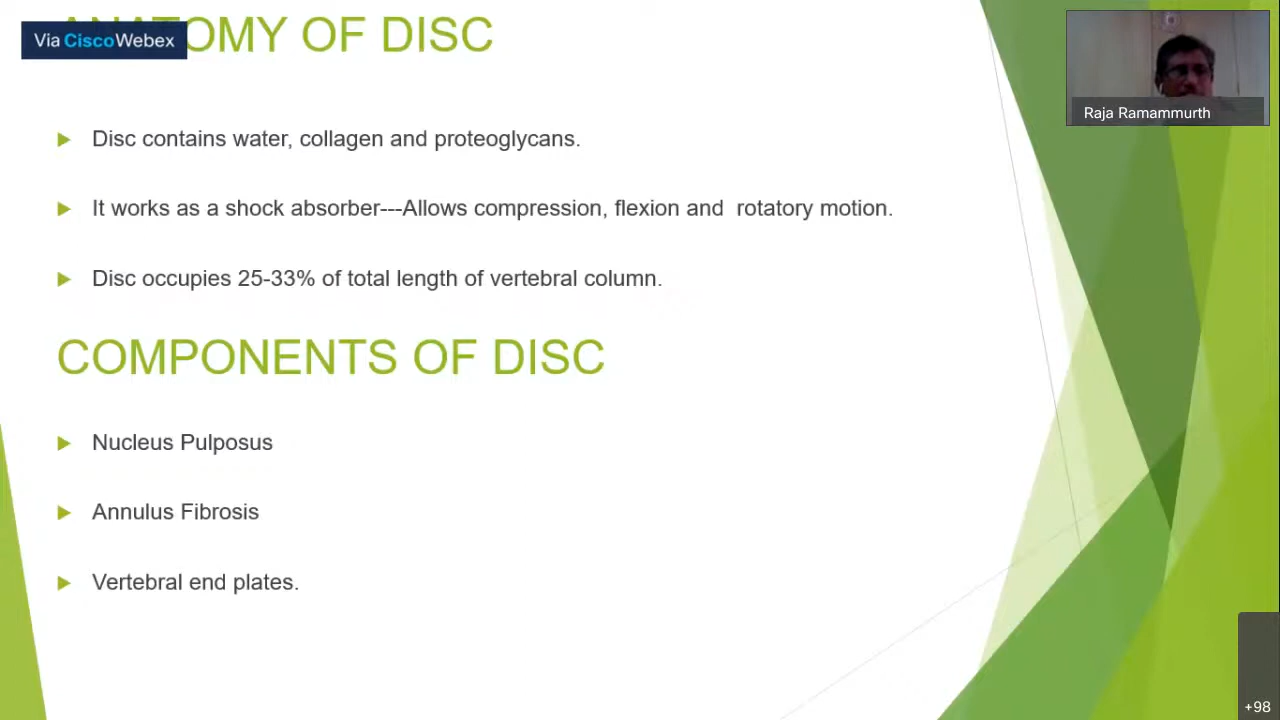 Via CiscoWebex
OMY OF DISC
Raja Ramammurth
Disc contains water, collagen and proteoglycans.
It works as a shock absorber---Allows compression, flexion and rotatory motion.
Disc occupies 25-33% of total length of vertebral column.
COMPONENTS OF DISC
Nucleus Pulposus
Annulus Fibrosis
Vertebral end plates.
+98